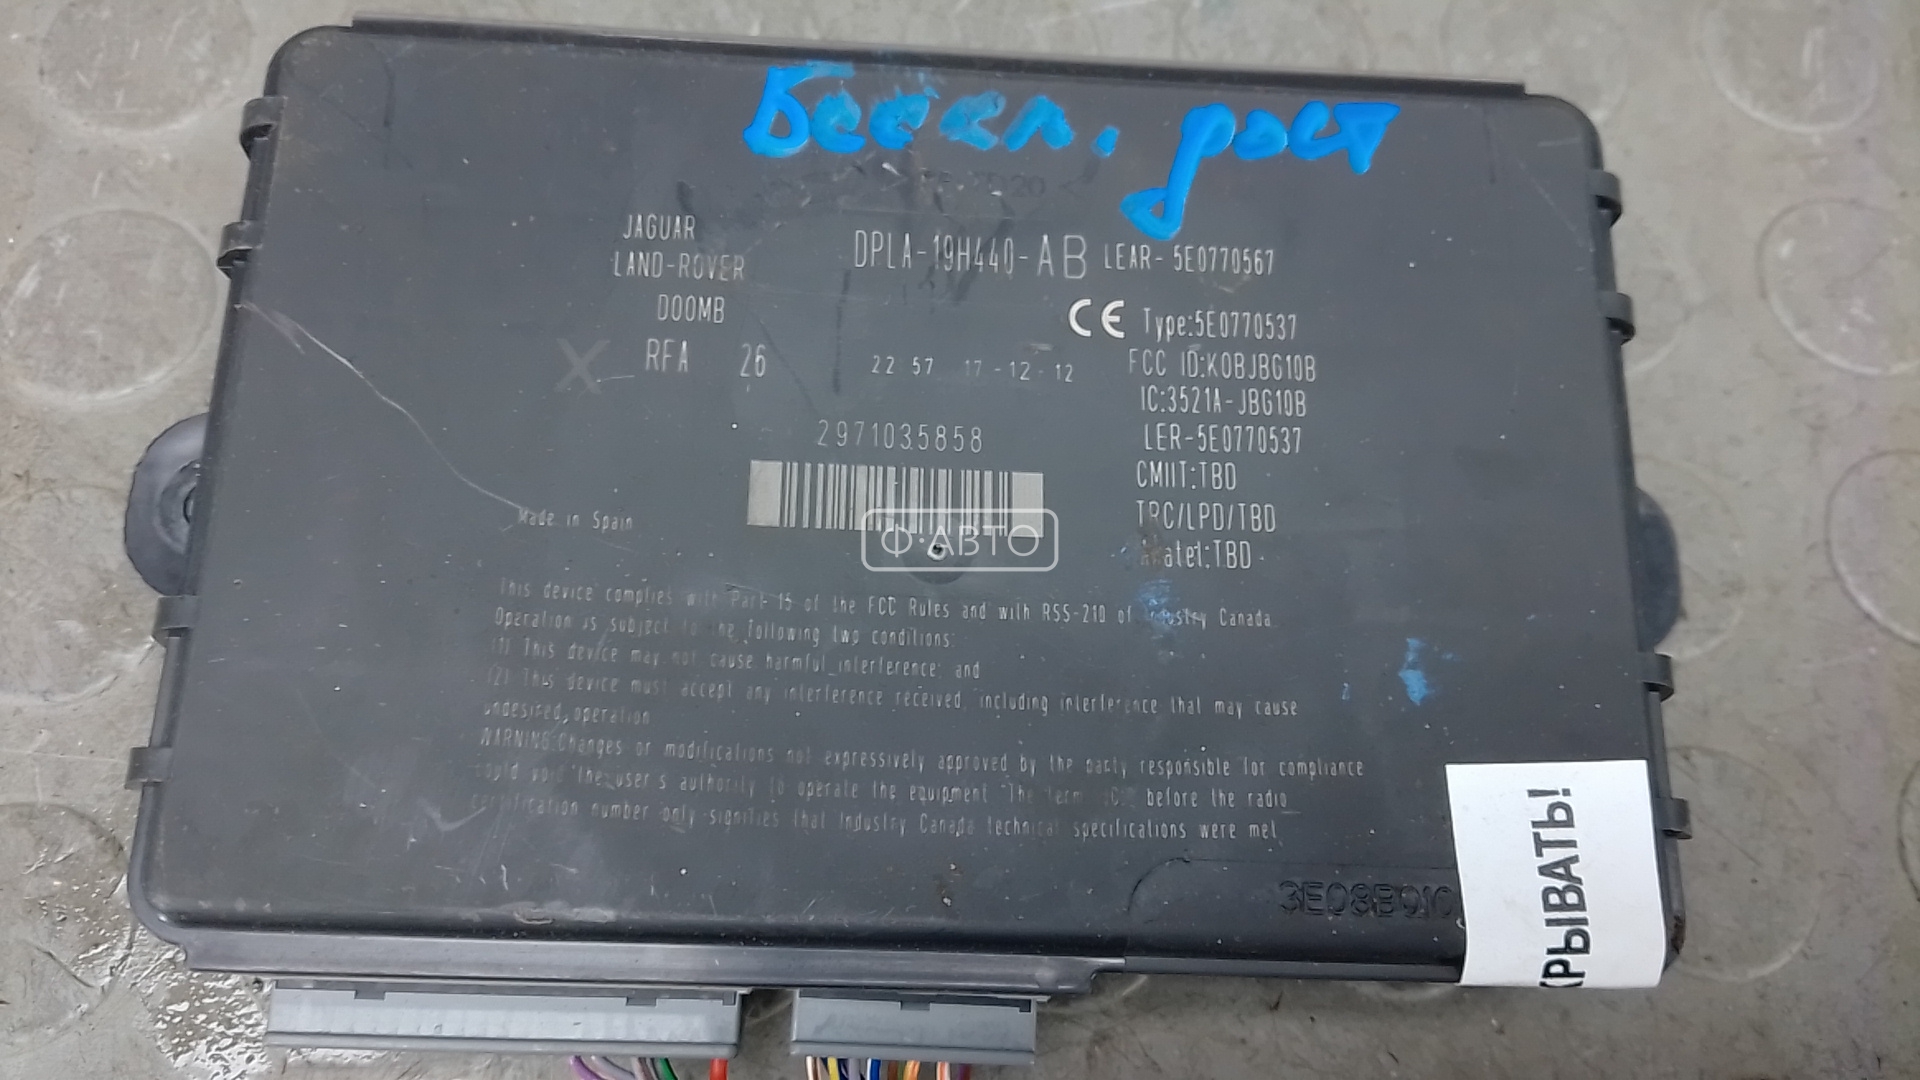 Бесkл. дост
JAGUAR
LAND-ROVER
DPLA-19H440-AB LEAR- 5E0770567
D00MB
CE Type:5E0770537
X RFA 26 22 57 17-12-12 FCC ID:KOBJBG10B
IC:3521A-JBG10B
2971035858 LER-5E0770537
CMIIT:TBD
Made in Spain
TRC/LPD/TBD
Anatel:TBD
Ф·АВТО
This device complies with Part 15 of the FCC Rules and with RSS-210 of Industry Canada.
Operation is subject to the following two conditions:
(1) This device may not cause harmful interference; and
(2) This device must accept any interference received, including interference that may cause
undesired operation
WARNING:Changes or modifications not expressively approved by the party responsible for compliance
could void the user's authority to operate the equipment "The term IC:" before the radio
certification number only signifies that Industry Canada technical specifications were met
3E08B010
КРЫВАТЬ!